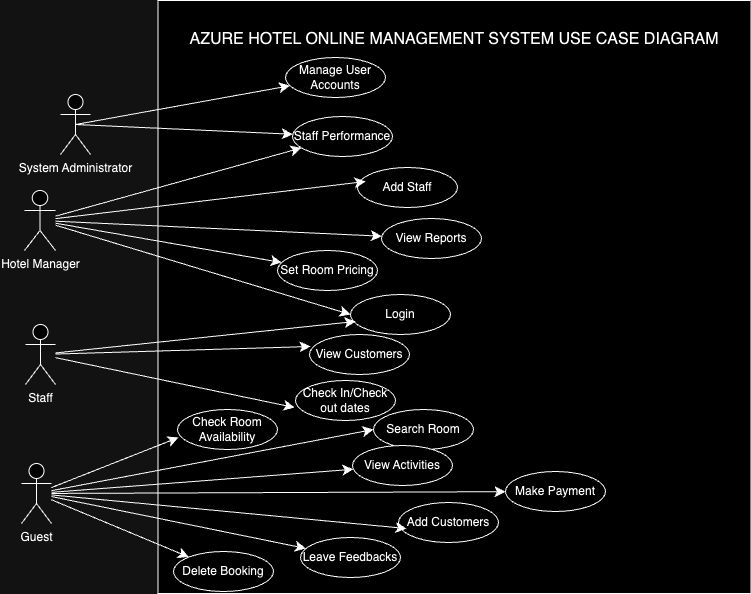 AZURE HOTEL ONLINE MANAGEMENT SYSTEM USE CASE DIAGRAM
Manage User
Accounts
Staff Performance
System Administrator
Add Staff
View Reports
Hotel Manager
Set Room Pricing
Login
View Customers
Staff
Check In/Check
out dates
Check Room
Availability
Search Room
View Activities
Make Payment
Add Customers
Guest
Leave Feedbacks
Delete Booking